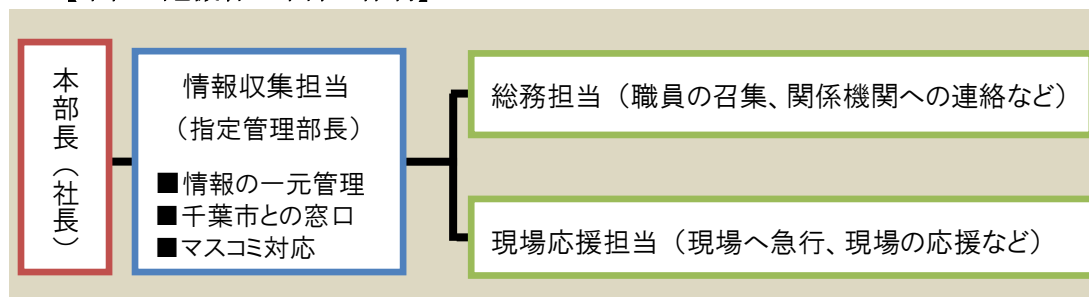 本部長（社長）
情報収集担当
（指定管理部長）
■情報の一元管理
■千葉市との窓口
■マスコミ対応
総務担当（職員の召集、関係機関への連絡など）
現場応援担当（現場へ急行、現場の応援など）